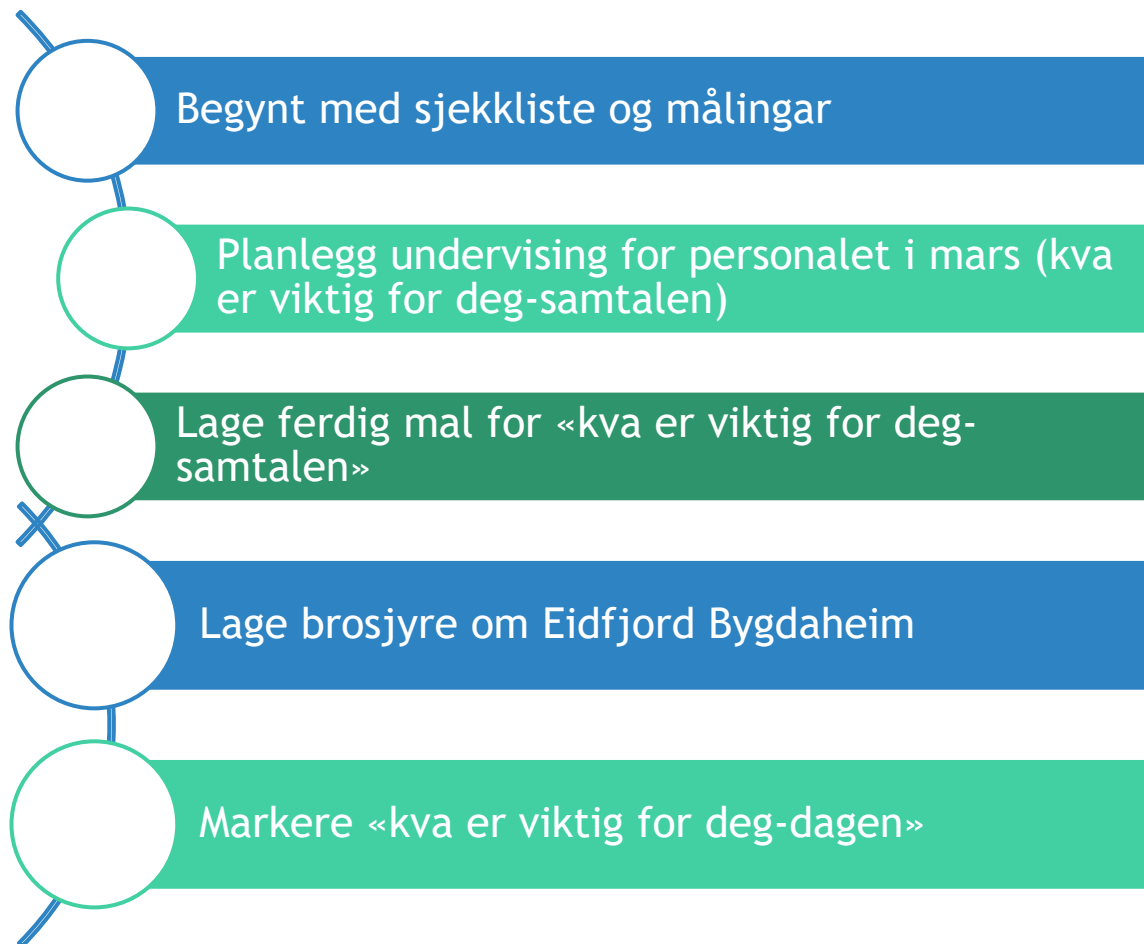 Begynt med sjekkliste og målingar
Planlegg undervising for personalet i mars (kva
er viktig for deg-samtalen)
Lage ferdig mal for «kva er viktig for deg-
samtalen»
Lage brosjyre om Eidfjord Bygdaheim
Markere «kva er viktig for deg-dagen»